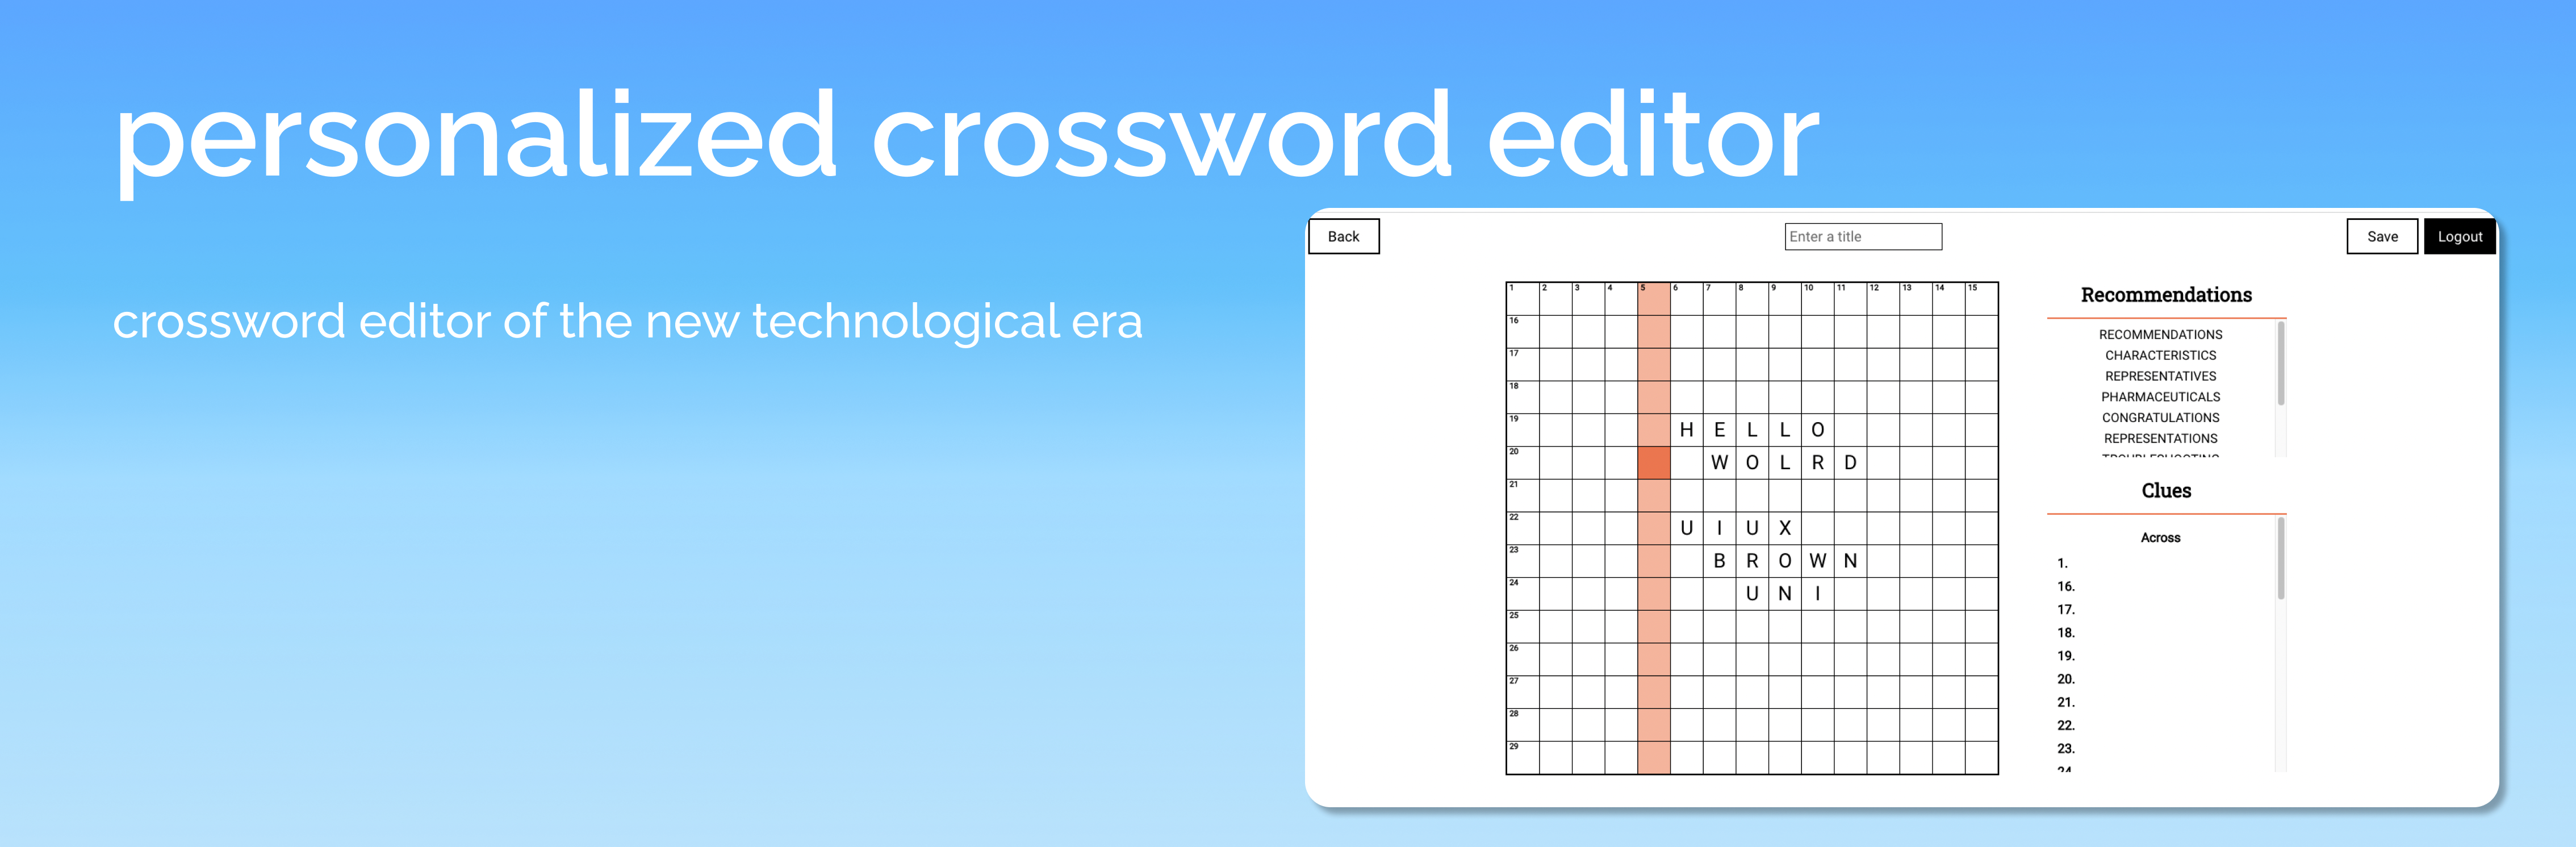 personalized crossword editor
crossword editor of the new technological era
Back
Enter a title
Save
Logout
1 2 3 4 5 6 7 8 9 10 11 12 13 14 15
16
17
18
19 H E L L O
20 W O L R D
21
22 U I U X
23 B R O W N
24 U N I
25
26
27
28
29
Recommendations
RECOMMENDATIONS
CHARACTERISTICS
REPRESENTATIVES
PHARMACEUTICALS
CONGRATULATIONS
REPRESENTATIONS
Clues
Across
1.
16.
17.
18.
19.
20.
21.
22.
23.